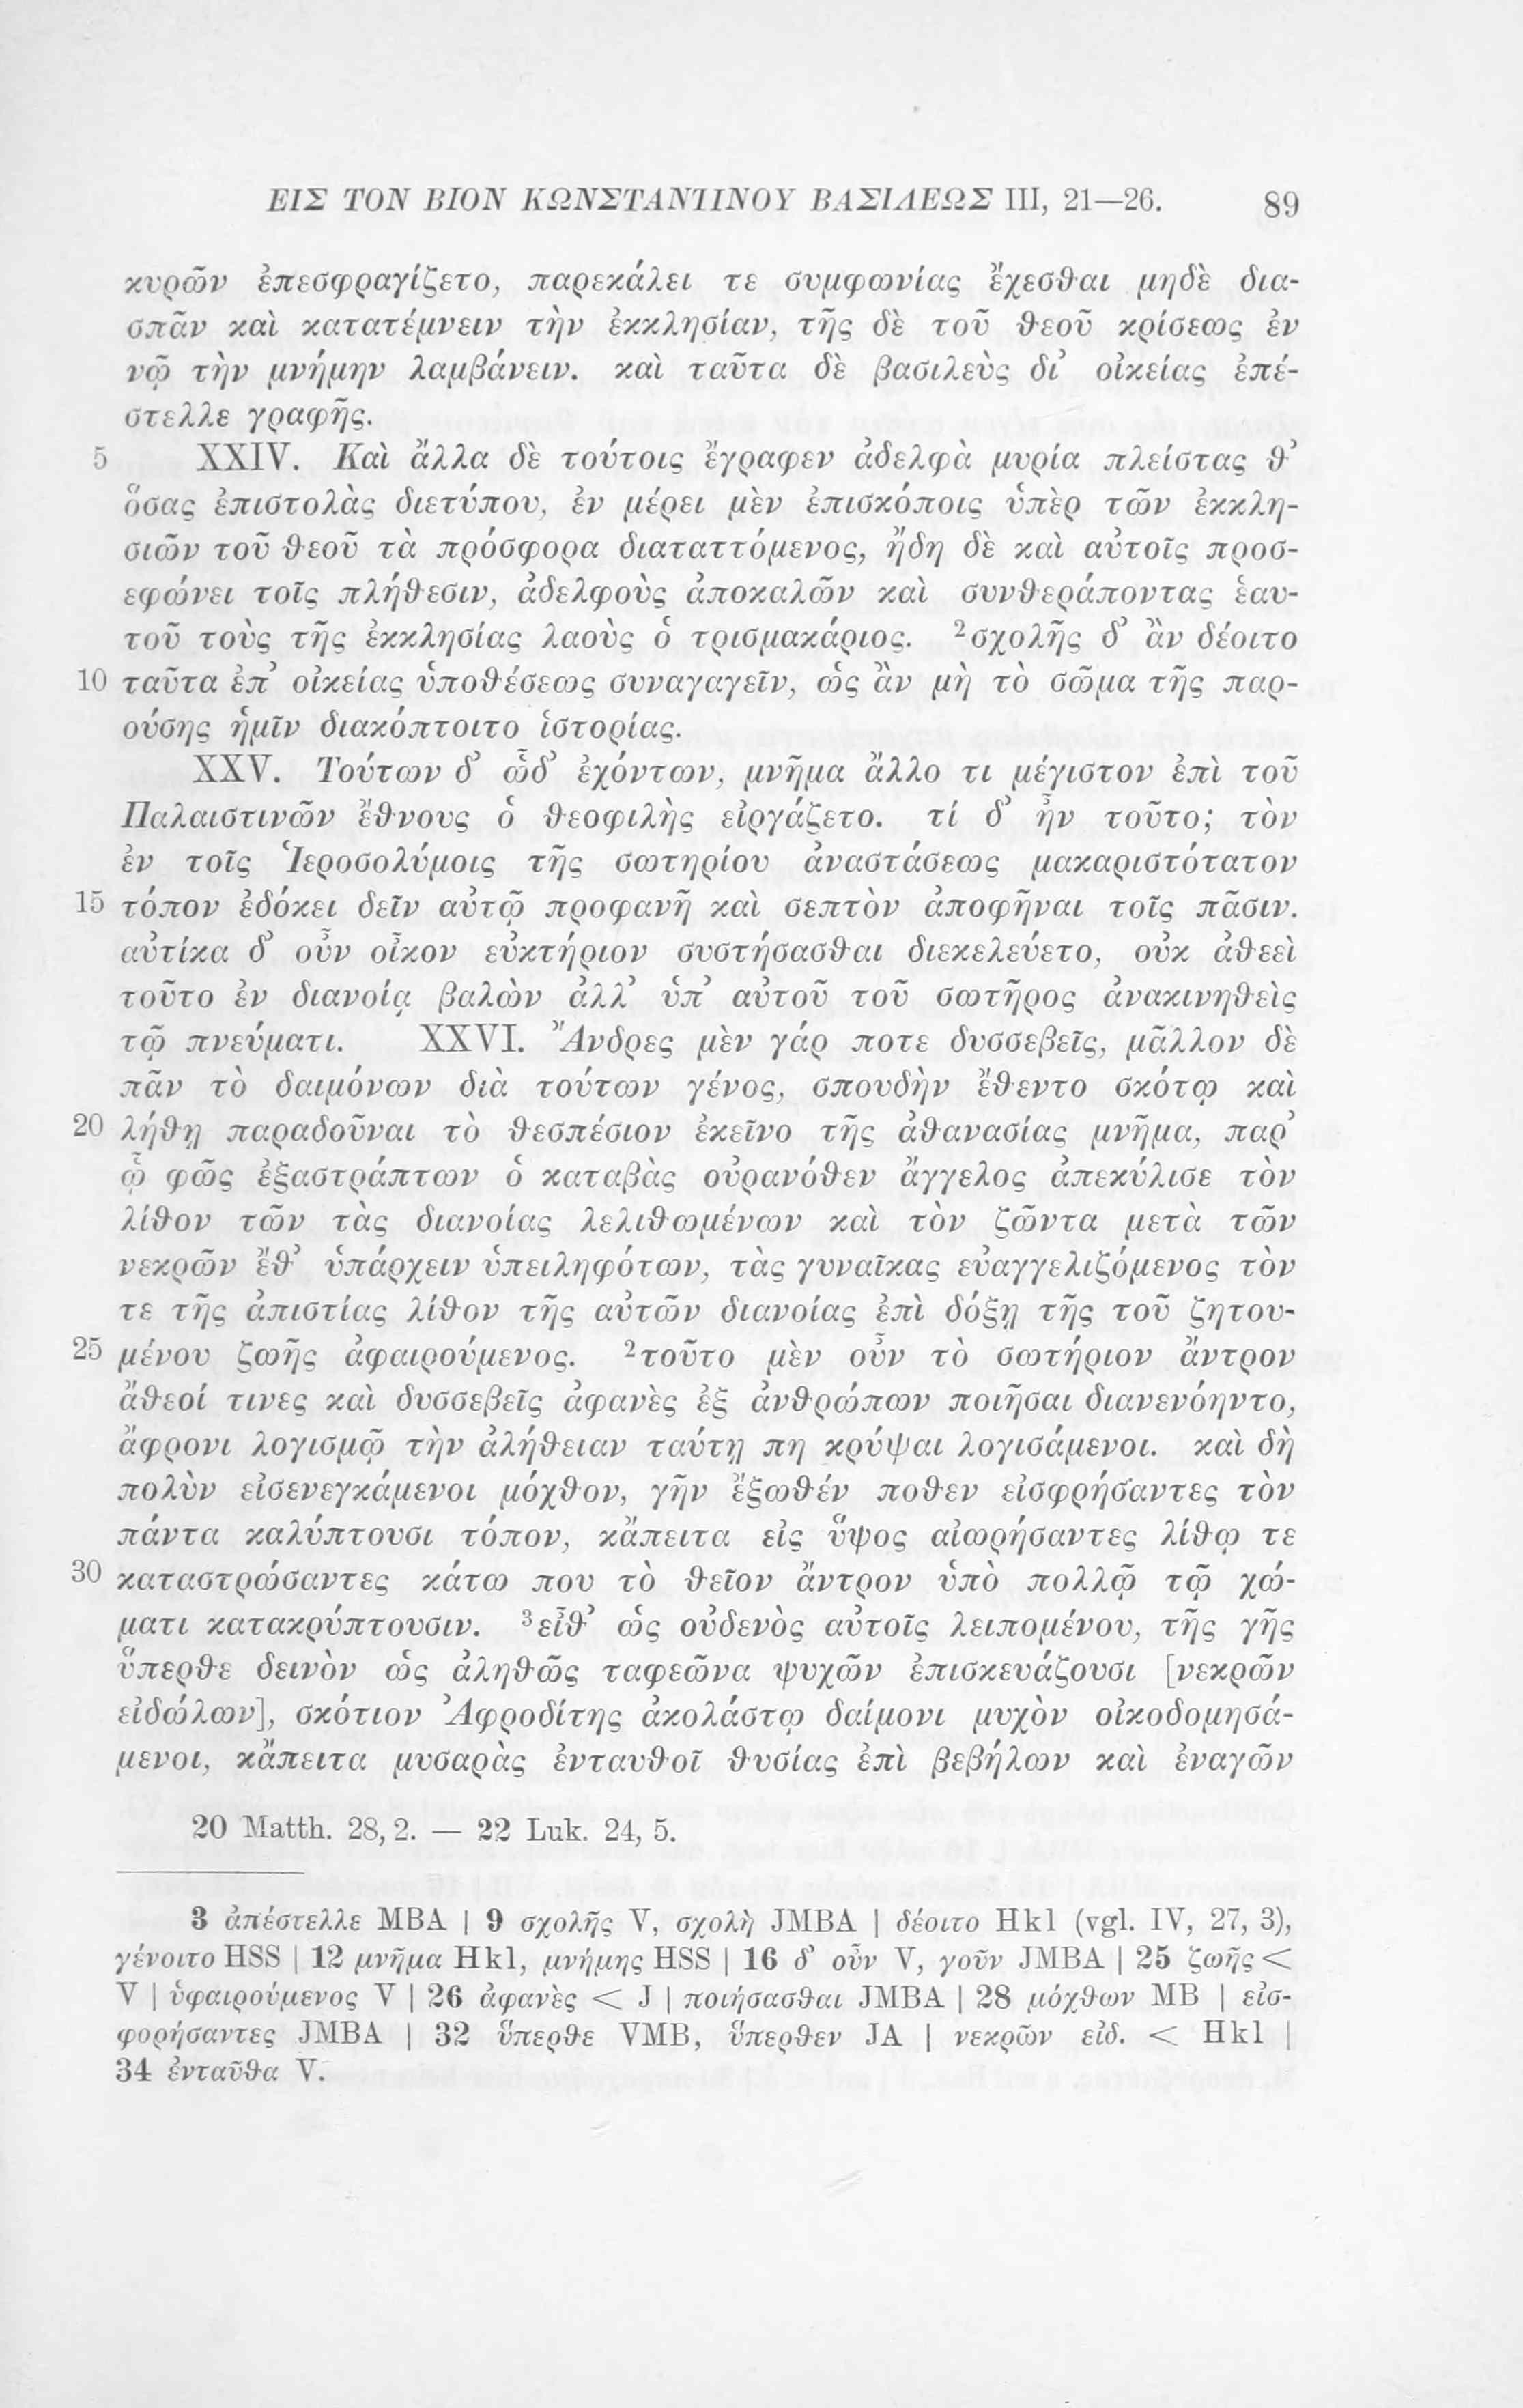 ΕΙΣ ΤΟΝ ΒΙΟΝ ΚΩΝΣΤΑΝΤΙΝΟΥ ΒΑΣΙΛΕΩΣ III, 21—26. 89
κυρῶν ἐπεσφραγίζετο, παρεκάλει τε συμφωνίας ἔχεσθαι μηδὲ δια-
σπᾶν καὶ κατατέμνειν τὴν ἐκκλησίαν, τῆς δὲ τοῦ θεοῦ κρίσεως ἐν
νῷ τὴν μνήμην λαμβάνειν. καὶ ταῦτα δὲ βασιλεὺς δι’ οἰκείας ἐπέ-
στελλε γραφῆς.
5 XXIV. Καὶ ἄλλα δὲ τούτοις ἔγραφεν ἀδελφὰ μυρία πλείστας θ’
ὅσας ἐπιστολὰς διετύπου, ἐν μέρει μὲν ἐπισκόποις ὑπὲρ τῶν ἐκκλη-
σιῶν τοῦ θεοῦ τὰ πρόσφορα διαταττόμενος, ἤδη δὲ καὶ αὐτοῖς προσ-
εφώνει τοῖς πλήθεσιν, ἀδελφοὺς ἀποκαλῶν καὶ συνθεράποντας ἑαυ-
τοῦ τοὺς τῆς ἐκκλησίας λαοὺς ὁ τρισμακάριος. ²σχολῆς δ’ ἂν δέοιτο
10 ταῦτα ἐπ’ οἰκείας ὑποθέσεως συναγαγεῖν, ὡς ἂν μὴ τὸ σῶμα τῆς παρ-
ούσης ἡμῖν διακόπτοιτο ἱστορίας.
XXV. Τούτων δ’ ὧδ’ ἐχόντων, μνῆμα ἄλλο τι μέγιστον ἐπὶ τοῦ
Παλαιστινῶν ἔθνους ὁ θεοφιλὴς εἰργάζετο. τί δ’ ἦν τοῦτο; τὸν
ἐν τοῖς Ἱεροσολύμοις τῆς σωτηρίου ἀναστάσεως μακαριστότατον
15 τόπον ἐδόκει δεῖν αὐτῷ προφανῆ καὶ σεπτὸν ἀποφῆναι τοῖς πᾶσιν.
αὐτίκα δ’ οὖν οἶκον εὐκτήριον συστήσασθαι διεκελεύετο, οὐκ ἀθεεὶ
τοῦτο ἐν διανοίᾳ βαλὼν ἀλλ’ ὑπ’ αὐτοῦ τοῦ σωτῆρος ἀνακινηθεὶς
τῷ πνεύματι. XXVI. Ἄνδρες μὲν γάρ ποτε δυσσεβεῖς, μᾶλλον δὲ
πᾶν τὸ δαιμόνων διὰ τούτων γένος, σπουδὴν ἔθεντο σκότῳ καὶ
20 λήθῃ παραδοῦναι τὸ θεσπέσιον ἐκεῖνο τῆς ἀθανασίας μνῆμα, παρ’
ᾧ φῶς ἐξαστράπτων ὁ καταβὰς οὐρανόθεν ἄγγελος ἀπεκύλισε τὸν
λίθον τῶν τὰς διανοίας λελιθωμένων καὶ τὸν ζῶντα μετὰ τῶν
νεκρῶν ἔθ’ ὑπάρχειν ὑπειληφότων, τὰς γυναῖκας εὐαγγελιζόμενος τὸν
τε τῆς ἀπιστίας λίθον τῆς αὐτῶν διανοίας ἐπὶ δόξῃ τῆς τοῦ ζητου-
25 μένου ζωῆς ἀφαιρούμενος. ²τοῦτο μὲν οὖν τὸ σωτήριον ἄντρον
ἄθεοί τινες καὶ δυσσεβεῖς ἀφανὲς ἐξ ἀνθρώπων ποιῆσαι διανενόηντο,
ἄφρονι λογισμῷ τὴν ἀλήθειαν ταύτῃ πη κρύψαι λογισάμενοι. καὶ δὴ
πολὺν εἰσενεγκάμενοι μόχθον, γῆν ἔξωθέν ποθεν εἰσφρήσαντες τὸν
πάντα καλύπτουσι τόπον, κἄπειτα εἰς ὕψος αἰωρήσαντες λίθῳ τε
30 καταστρώσαντες κάτω που τὸ θεῖον ἄντρον ὑπὸ πολλῷ τῷ χώ-
ματι κατακρύπτουσιν. ³εἶθ’ ὡς οὐδενὸς αὐτοῖς λειπομένου, τῆς γῆς
ὕπερθε δεινὸν ὡς ἀληθῶς ταφεῶνα ψυχῶν ἐπισκευάζουσι [νεκρῶν
εἰδώλων], σκότιον Ἀφροδίτης ἀκολάστῳ δαίμονι μυχὸν οἰκοδομησά-
μενοι, κἄπειτα μυσαρὰς ἐνταυθοῖ θυσίας ἐπὶ βεβήλων καὶ ἐναγῶν
20 Matth. 28, 2. — 22 Luk. 24, 5.
3 ἀπέστελλε MBA | 9 σχολῆς V, σχολὴ JMBA | δέοιτο Hkl (vgl. IV, 27, 3),
γένοιτο HSS | 12 μνῆμα Hkl, μνήμης HSS | 16 δ’ οὖν V, γοῦν JMBA | 25 ζωῆς <
V | ὑφαιρούμενος V | 26 ἀφανὲς < J | ποιήσασθαι JMBA | 28 μόχθων MB | εἰσ-
φορήσαντες JMBA | 32 ὕπερθε VMB, ὕπερθεν JA | νεκρῶν εἰδ. < Hkl |
34 ἐνταῦθα V.